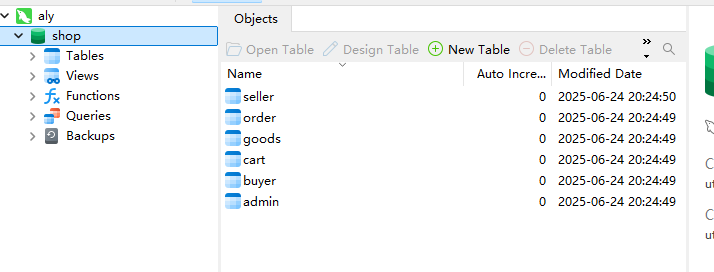 aly
shop
Tables
Views
Functions
Queries
Backups
Objects
Open Table Design Table New Table Delete Table
Name Auto Incre... Modified Date
seller 0 2025-06-24 20:24:50
order 0 2025-06-24 20:24:49
goods 0 2025-06-24 20:24:49
cart 0 2025-06-24 20:24:49
buyer 0 2025-06-24 20:24:49
admin 0 2025-06-24 20:24:49